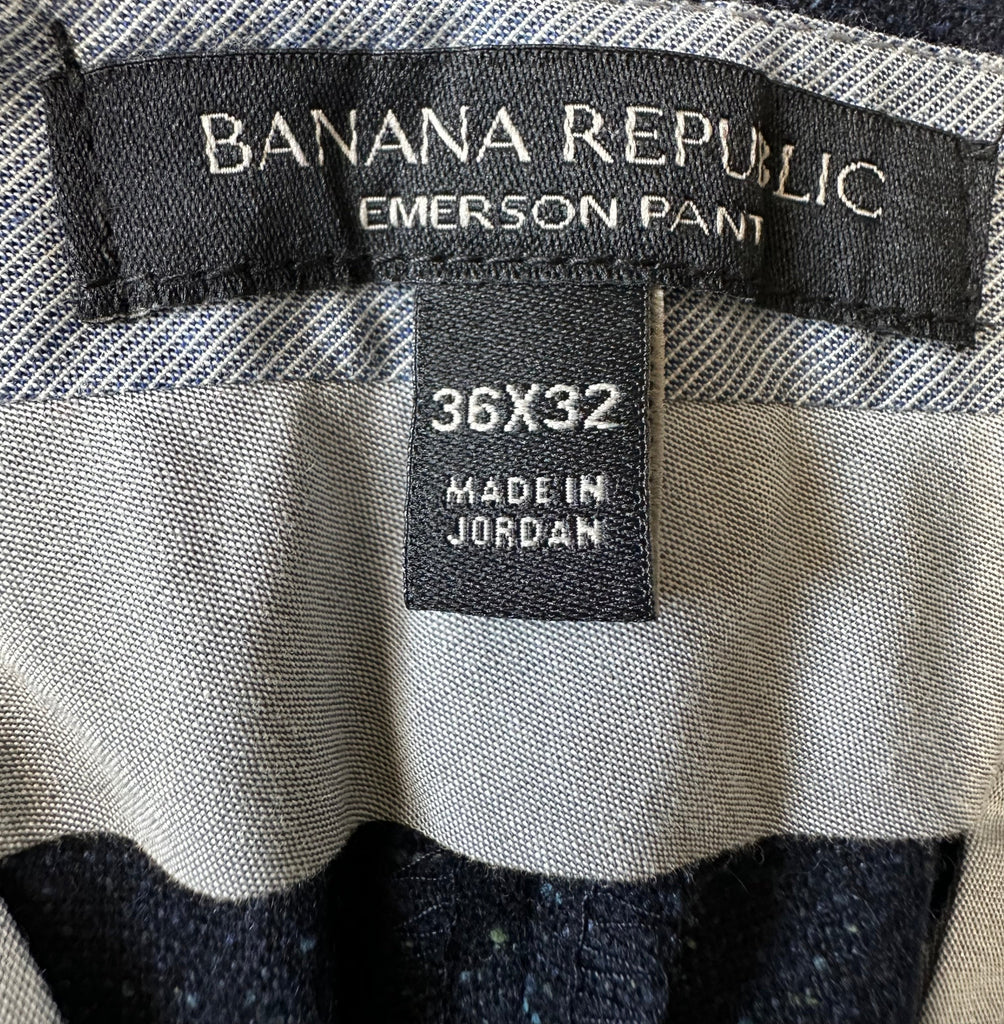 BANANA REPUBLIC
EMERSON PANT
36X32
MADE IN
JORDAN